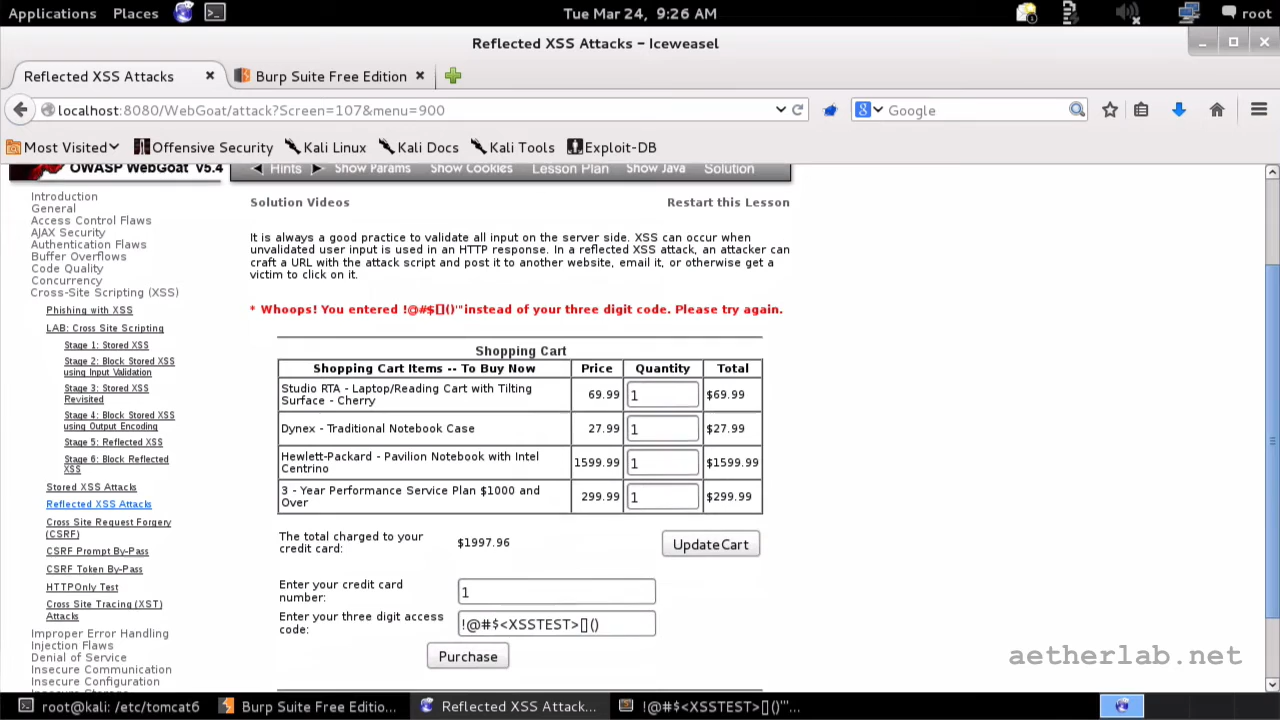 Applications Places Tue Mar 24, 9:26 AM root
Reflected XSS Attacks – Iceweasel
Reflected XSS Attacks Burp Suite Free Edition
localhost:8080/WebGoat/attack?Screen=107&menu=900 Google
Most Visited Offensive Security Kali Linux Kali Docs Kali Tools Exploit-DB
OWASP WebGoat V5.4 Hints Show Params Show Cookies Lesson Plan Show Java Solution
Introduction
General
Access Control Flaws
AJAX Security
Authentication Flaws
Buffer Overflows
Code Quality
Concurrency
Cross-Site Scripting (XSS)
Phishing with XSS
LAB: Cross Site Scripting
Stage 1: Stored XSS
Stage 2: Block Stored XSS
using Input Validation
Stage 3: Stored XSS
Revisited
Stage 4: Block Stored XSS
using Output Encoding
Stage 5: Reflected XSS
Stage 6: Block Reflected
XSS
Stored XSS Attacks
Reflected XSS Attacks
Cross Site Request Forgery
(CSRF)
CSRF Prompt By-Pass
CSRF Token By-Pass
HTTPOnly Test
Cross Site Tracing (XST)
Attacks
Improper Error Handling
Injection Flaws
Denial of Service
Insecure Communication
Insecure Configuration
Insecure Storage
Solution Videos Restart this Lesson
It is always a good practice to validate all input on the server side. XSS can occur when
unvalidated user input is used in an HTTP response. In a reflected XSS attack, an attacker can
craft a URL with the attack script and post it to another website, email it, or otherwise get a
victim to click on it.
* Whoops! You entered !@#$[]()'"instead of your three digit code. Please try again.
Shopping Cart
Shopping Cart Items -- To Buy Now Price Quantity Total
Studio RTA - Laptop/Reading Cart with Tilting
Surface - Cherry 69.99 1 $69.99
Dynex - Traditional Notebook Case 27.99 1 $27.99
Hewlett-Packard - Pavilion Notebook with Intel
Centrino 1599.99 1 $1599.99
3 - Year Performance Service Plan $1000 and
Over 299.99 1 $299.99
The total charged to your
credit card: $1997.96 UpdateCart
Enter your credit card
number: 1
Enter your three digit access
code: !@#$<XSSTEST>[]()
Purchase
aetherlab.net
root@kali: /etc/tomcat6 Burp Suite Free Editio... Reflected XSS Attack... !@#$<XSSTEST>[]()'"...